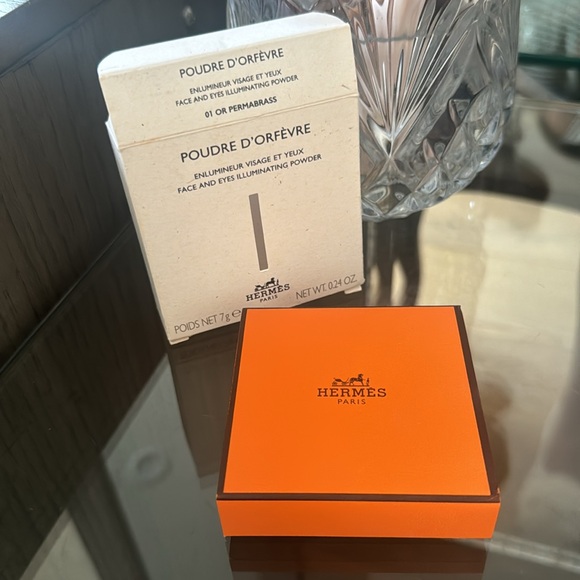 POUDRE D'ORFÈVRE
ENLUMINEUR VISAGE ET YEUX
FACE AND EYES ILLUMINATING POWDER
01 OR PERMABRASS
POUDRE D'ORFÈVRE
ENLUMINEUR VISAGE ET YEUX
FACE AND EYES ILLUMINATING POWDER
HERMÈS
PARIS
POIDS NET 7g e NET WT. 0.24 OZ.
HERMÈS
PARIS